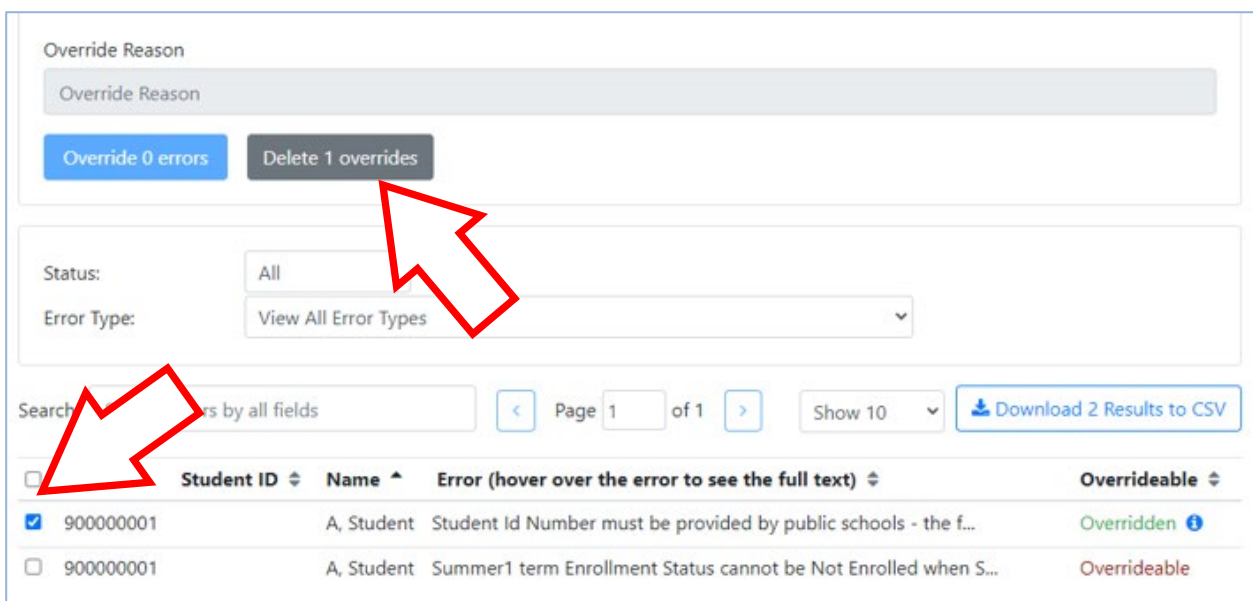 Override Reason
Override Reason
Override 0 errors Delete 1 overrides
Status: All
Error Type: View All Error Types
Search by all fields Page 1 of 1 Show 10 Download 2 Results to CSV
Student ID Name Error (hover over the error to see the full text) Overrideable
900000001 A, Student Student Id Number must be provided by public schools - the f... Overridden
900000001 A, Student Summer1 term Enrollment Status cannot be Not Enrolled when S... Overrideable